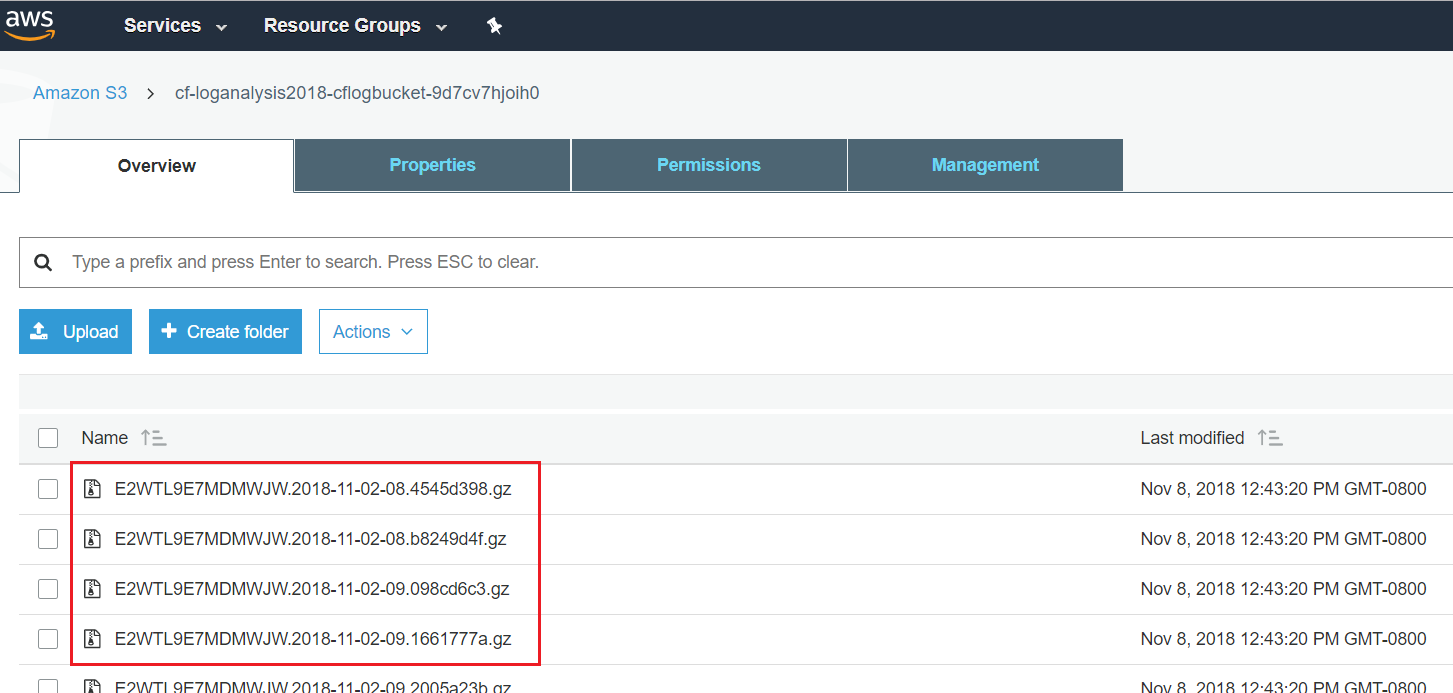 aws
Services
Resource Groups
Amazon S3 > cf-loganalysis2018-cflogbucket-9d7cv7hjoih0
Overview
Properties
Permissions
Management
Type a prefix and press Enter to search. Press ESC to clear.
Upload
Create folder
Actions
Name
Last modified
E2WTL9E7MDMWJW.2018-11-02-08.4545d398.gz
Nov 8, 2018 12:43:20 PM GMT-0800
E2WTL9E7MDMWJW.2018-11-02-08.b8249d4f.gz
Nov 8, 2018 12:43:20 PM GMT-0800
E2WTL9E7MDMWJW.2018-11-02-09.098cd6c3.gz
Nov 8, 2018 12:43:20 PM GMT-0800
E2WTL9E7MDMWJW.2018-11-02-09.1661777a.gz
Nov 8, 2018 12:43:20 PM GMT-0800
E2WTL9E7MDMWJW.2018-11-02-09.2005a23b.gz
Nov 8, 2018 12:43:20 PM GMT-0800